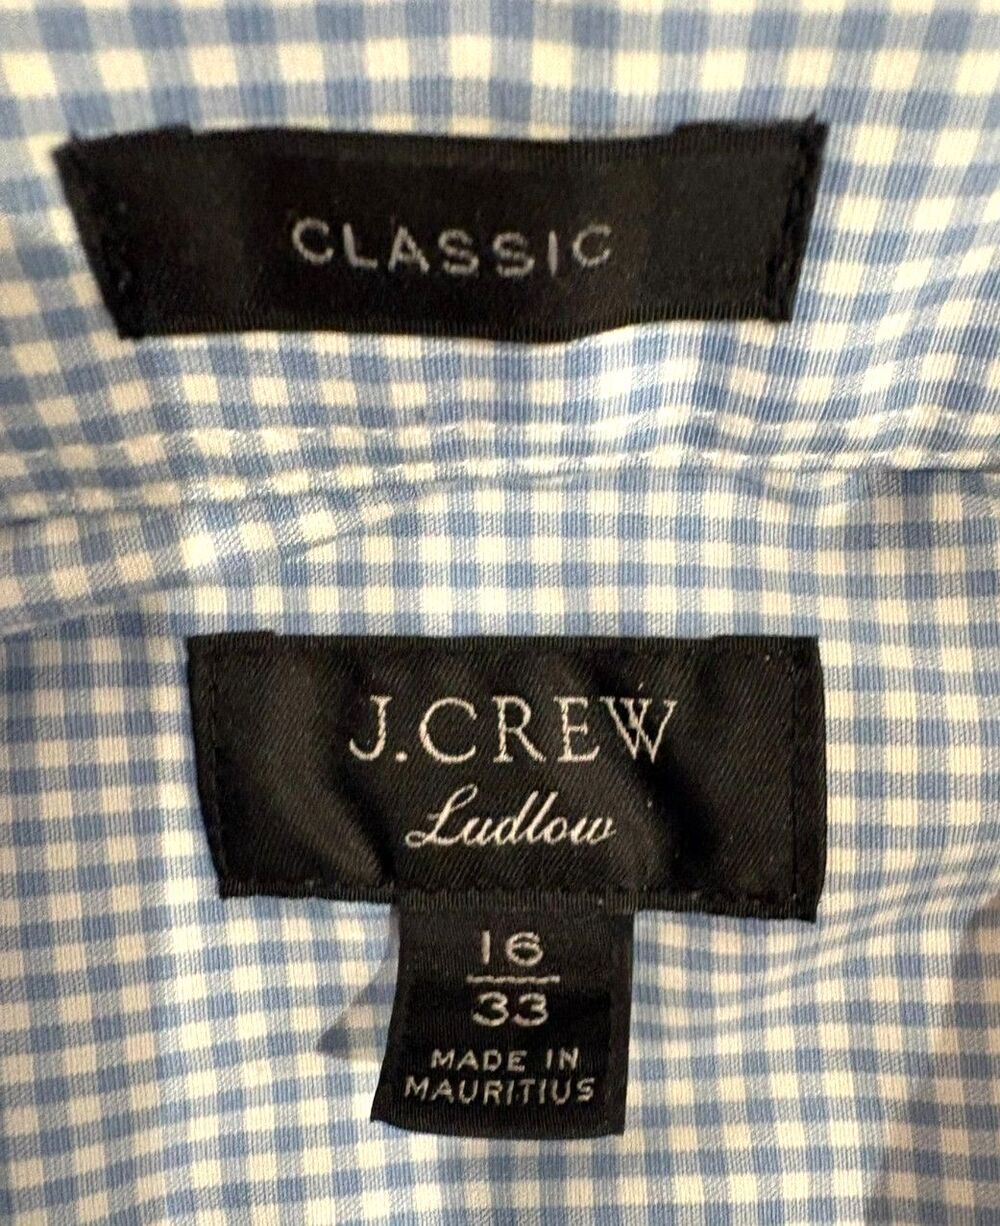 CLASSIC
J.CREW
Ludlow
16
33
MADE IN
MAURITIUS